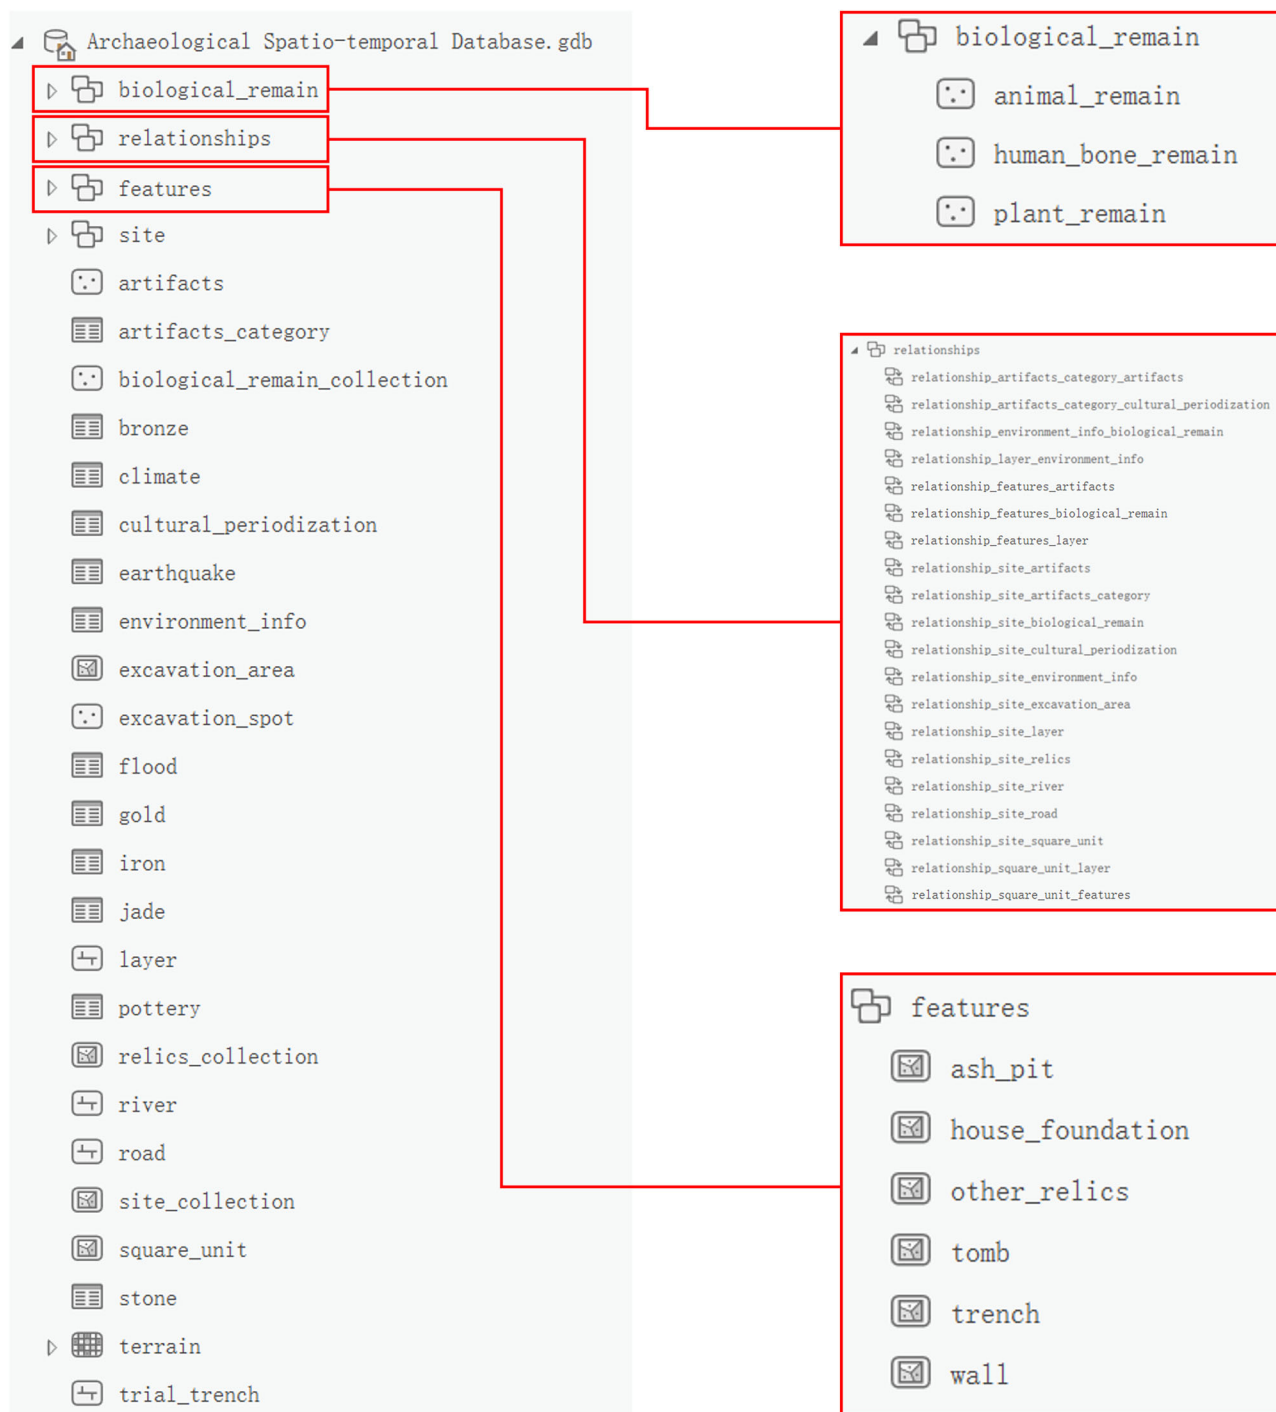 Archaeological Spatio-temporal Database.gdb
biological_remain
relationships
features
site
artifacts
artifacts_category
biological_remain_collection
bronze
climate
cultural_periodization
earthquake
environment_info
excavation_area
excavation_spot
flood
gold
iron
jade
layer
pottery
relics_collection
river
road
site_collection
square_unit
stone
terrain
trial_trench
biological_remain
animal_remain
human_bone_remain
plant_remain
relationships
relationship_artifacts_category_artifacts
relationship_artifacts_category_cultural_periodization
relationship_environment_info_biological_remain
relationship_layer_environment_info
relationship_features_artifacts
relationship_features_biological_remain
relationship_features_layer
relationship_site_artifacts
relationship_site_artifacts_category
relationship_site_biological_remain
relationship_site_cultural_periodization
relationship_site_environment_info
relationship_site_excavation_area
relationship_site_layer
relationship_site_relics
relationship_site_river
relationship_site_road
relationship_site_square_unit
relationship_square_unit_layer
relationship_square_unit_features
features
ash_pit
house_foundation
other_relics
tomb
trench
wall